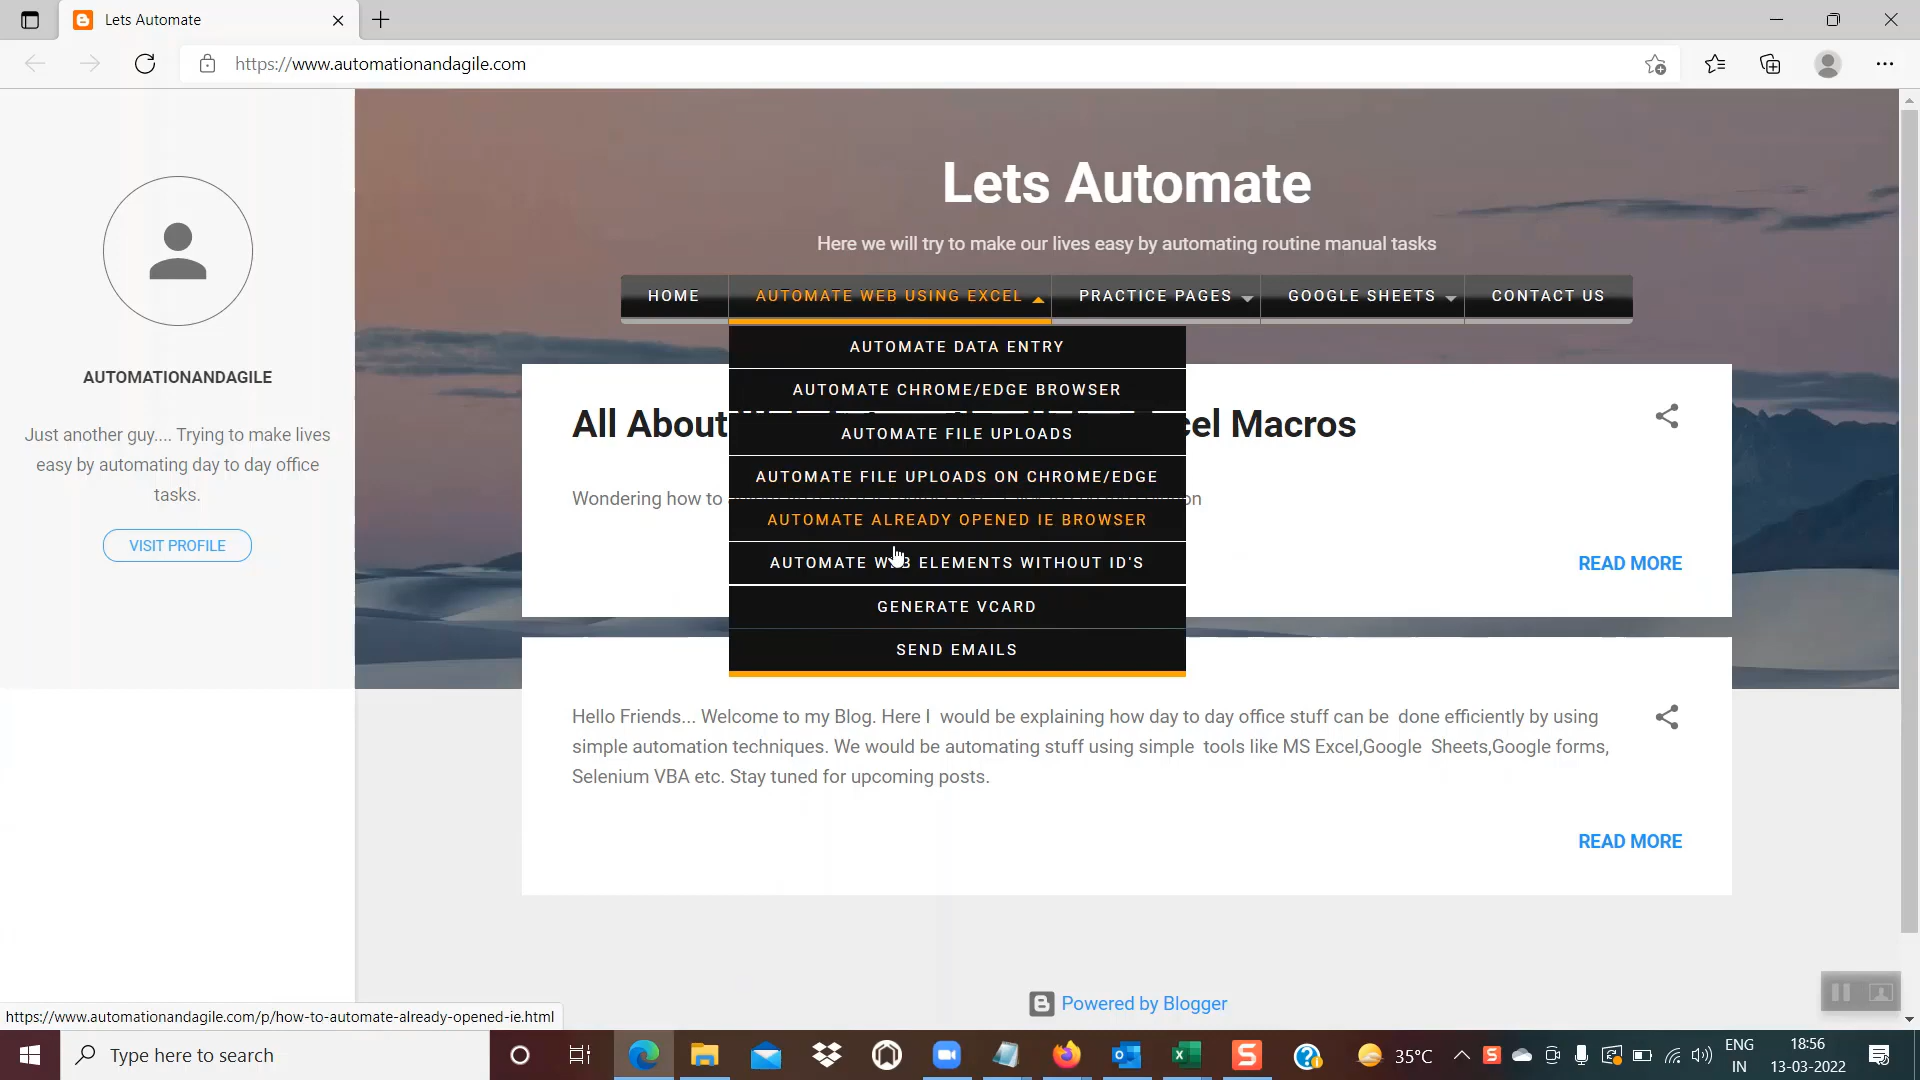 Lets Automate
https://www.automationandagile.com
Lets Automate
Here we will try to make our lives easy by automating routine manual tasks
HOME
AUTOMATE WEB USING EXCEL
PRACTICE PAGES
GOOGLE SHEETS
CONTACT US
AUTOMATE DATA ENTRY
AUTOMATE CHROME/EDGE BROWSER
AUTOMATE FILE UPLOADS
AUTOMATE FILE UPLOADS ON CHROME/EDGE
AUTOMATE ALREADY OPENED IE BROWSER
AUTOMATE WEB ELEMENTS WITHOUT ID'S
GENERATE VCARD
SEND EMAILS
AUTOMATIONANDAGILE
Just another guy.... Trying to make lives
easy by automating day to day office
tasks.
VISIT PROFILE
All About cel Macros
Wondering how to on
READ MORE
Hello Friends... Welcome to my Blog. Here I would be explaining how day to day office stuff can be done efficiently by using
simple automation techniques. We would be automating stuff using simple tools like MS Excel,Google Sheets,Google forms,
Selenium VBA etc. Stay tuned for upcoming posts.
READ MORE
Powered by Blogger
https://www.automationandagile.com/p/how-to-automate-already-opened-ie.html
Type here to search
35°C
ENG
IN
18:56
13-03-2022